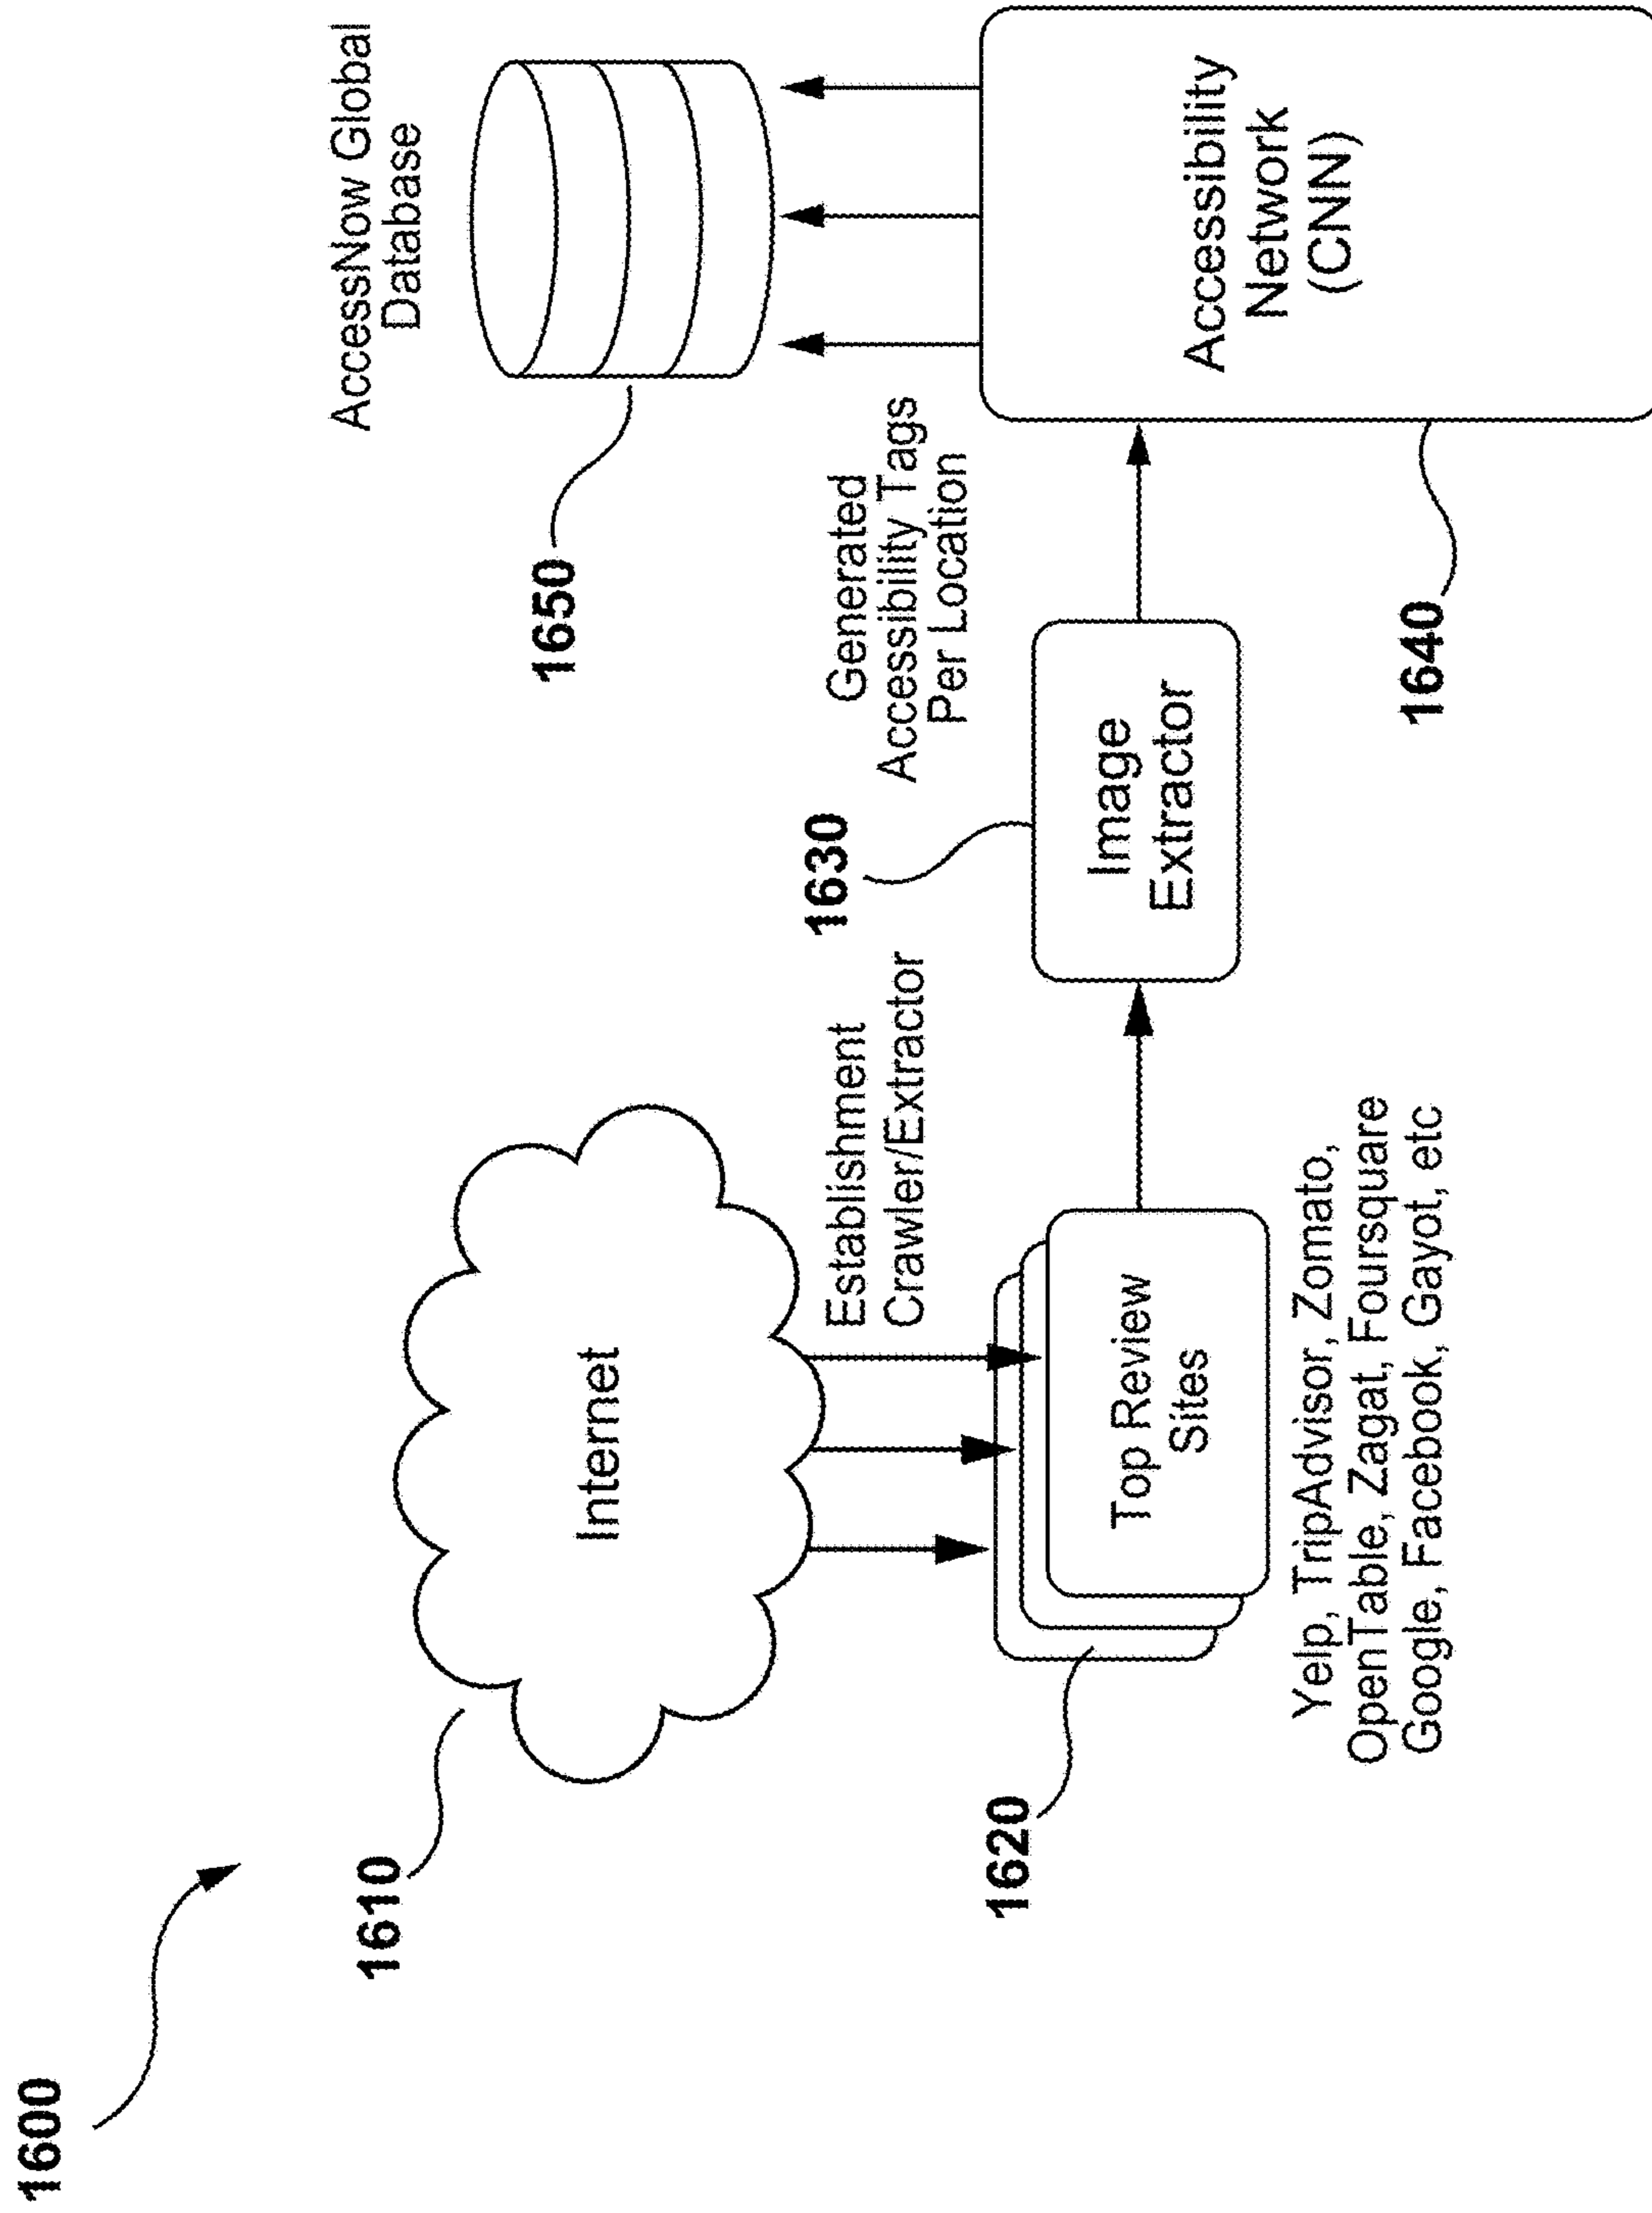 1600
1610
Internet
Establishment
Crawler/Extractor
1620
Top Review
Sites
Yelp, TripAdvisor, Zomato,
OpenTable, Zagat, Foursquare
Google, Facebook, Gayot, etc
1630
Image
Extractor
Generated
Accessibility Tags
Per Location
1640
Accessibility
Network
(CNN)
1650
AccessNow Global
Database